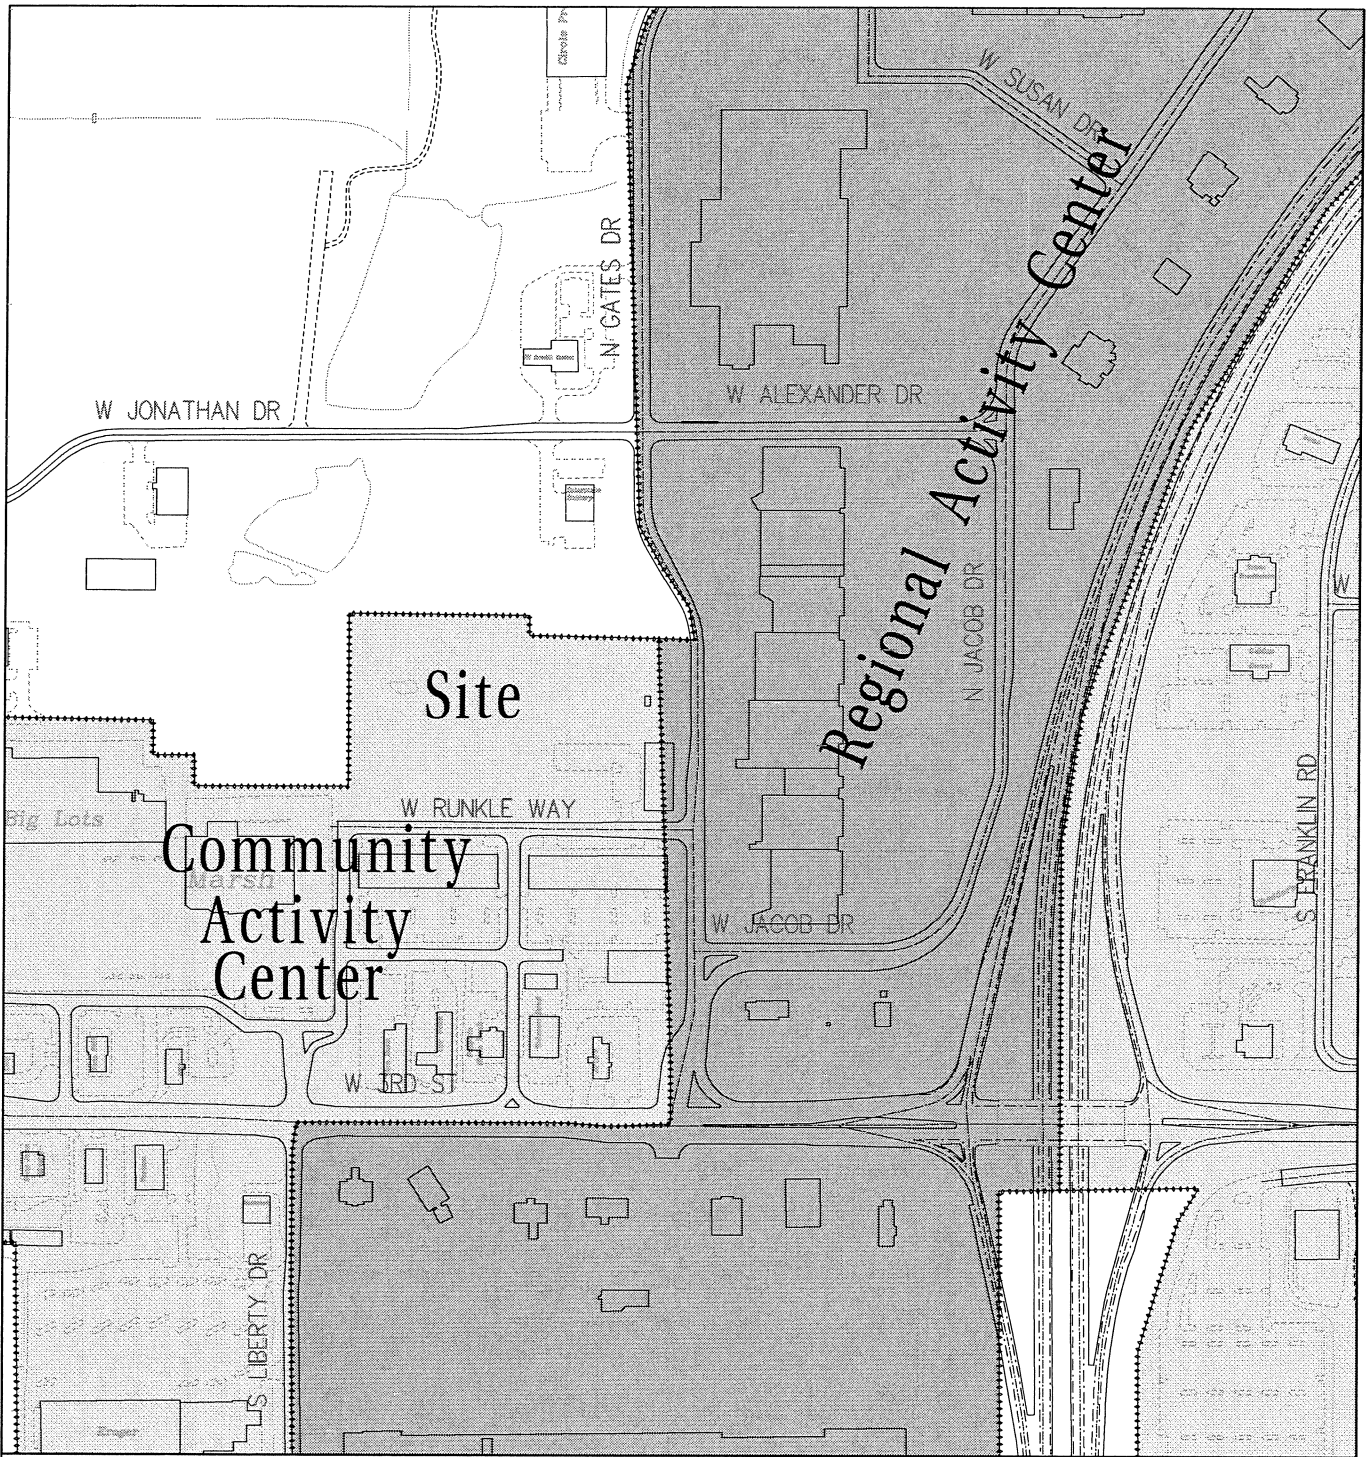 W SUSAN DR
N GATES DR
W ALEXANDER DR
W JONATHAN DR
Regional Activity Center
N JACOB DR
Site
W RUNKLE WAY
Big Lots
Community
Marsh
Activity
Center
W JACOB DR
S FRANKLIN RD
W
W 3RD ST
S LIBERTY DR
Kroger